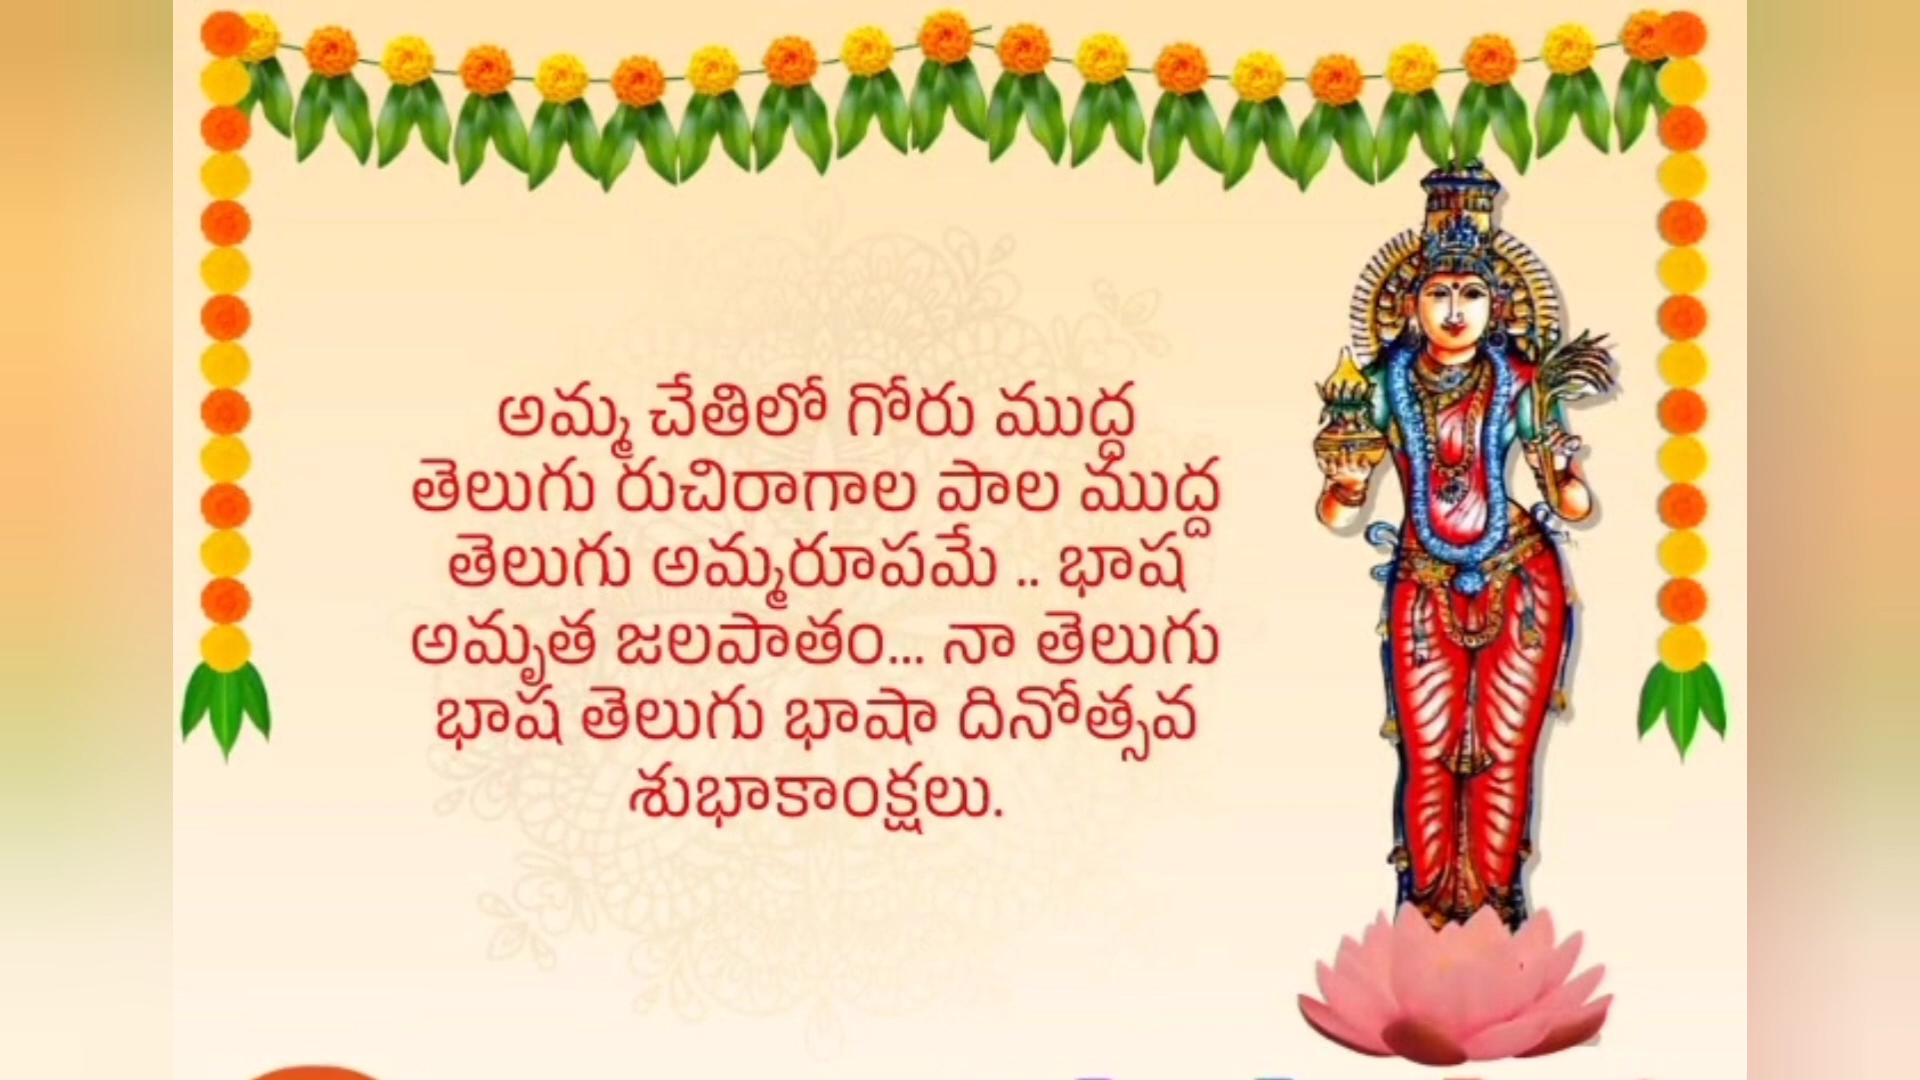 అమ్మ చేతిలో గోరు ముద్ద
తెలుగు రుచిరాగాల పాల ముద్ద
తెలుగు అమ్మరూపమే .. భాష
అమృత జలపాతం... నా తెలుగు
భాష తెలుగు భాషా దినోత్సవ
శుభాకాంక్షలు.